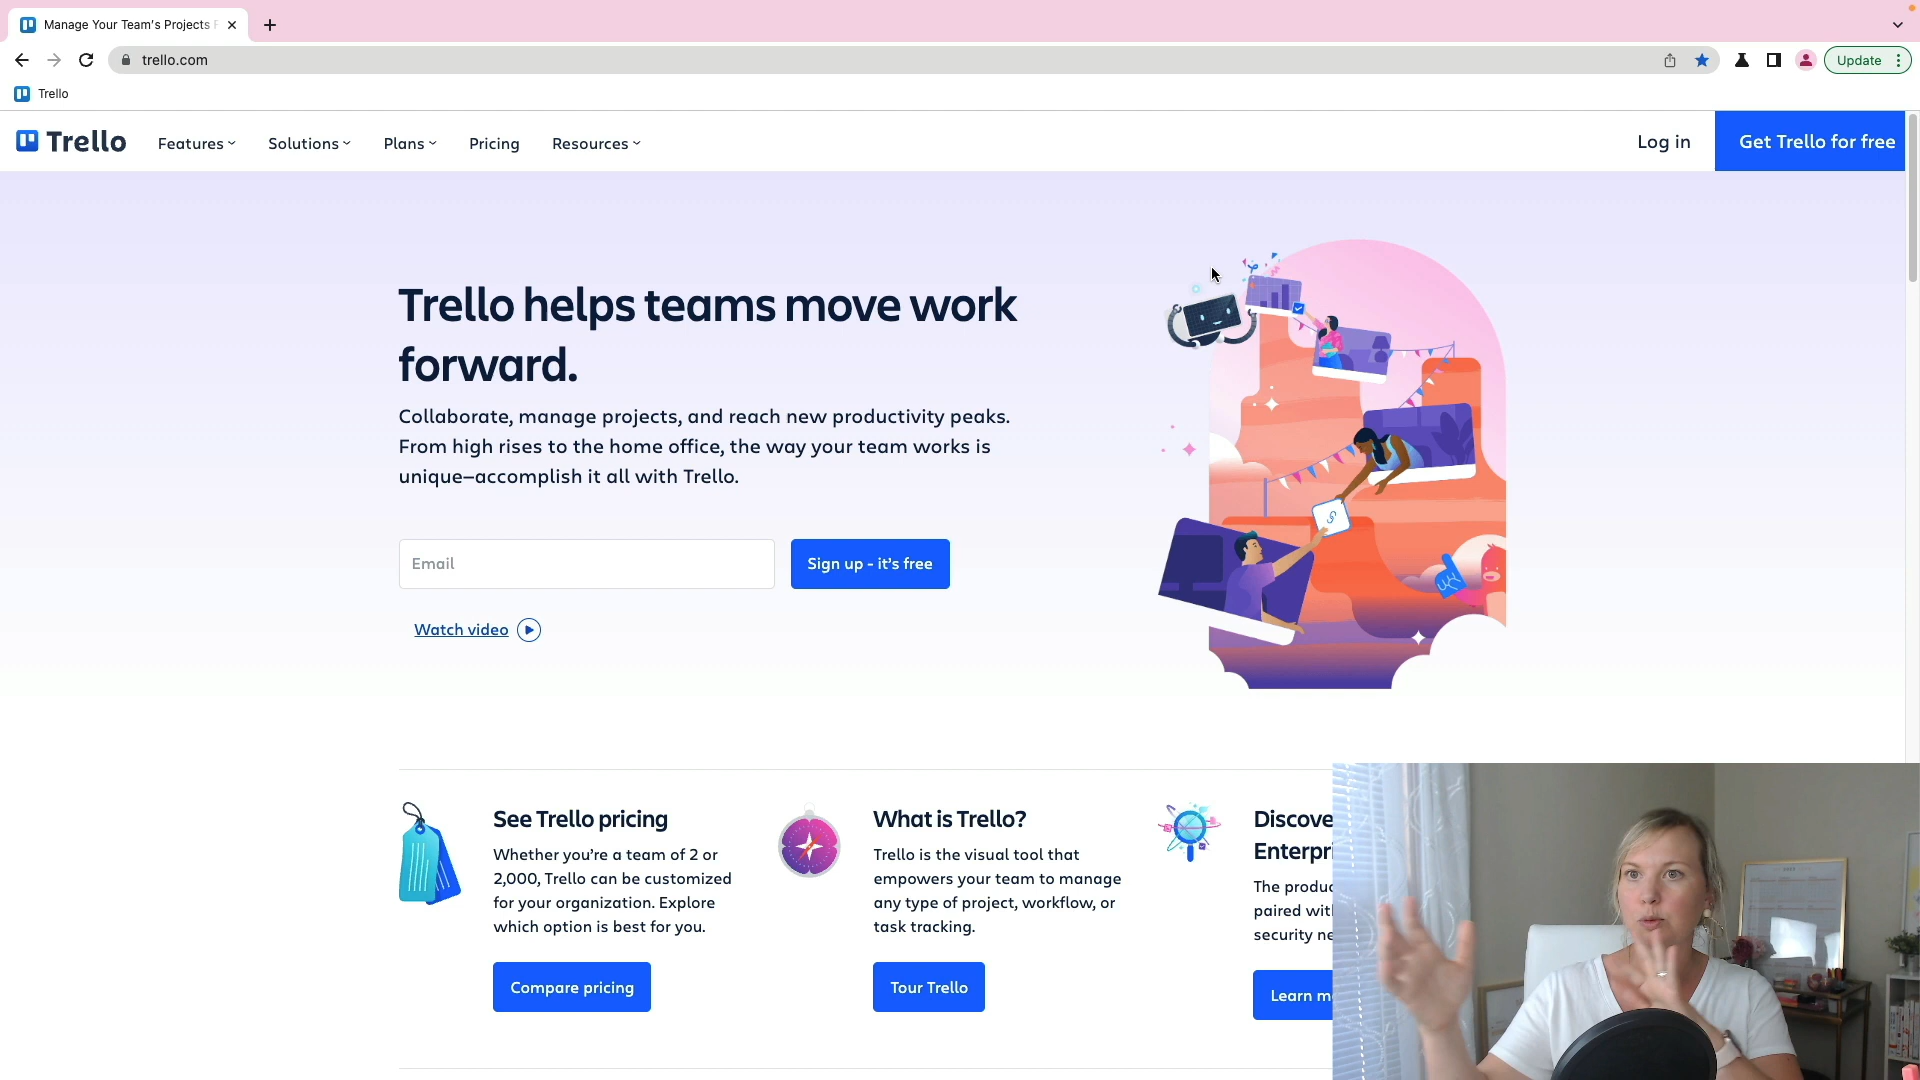 Manage Your Team's Projects F
trello.com
Update
Trello
Trello
Features
Solutions
Plans
Pricing
Resources
Log in
Get Trello for free
Trello helps teams move work
forward.
Collaborate, manage projects, and reach new productivity peaks.
From high rises to the home office, the way your team works is
unique—accomplish it all with Trello.
Email
Sign up - it's free
Watch video
See Trello pricing
Whether you're a team of 2 or
2,000, Trello can be customized
for your organization. Explore
which option is best for you.
Compare pricing
What is Trello?
Trello is the visual tool that
empowers your team to manage
any type of project, workflow, or
task tracking.
Tour Trello
Discove
Enterpri
The produc
paired with
security ne
Learn m